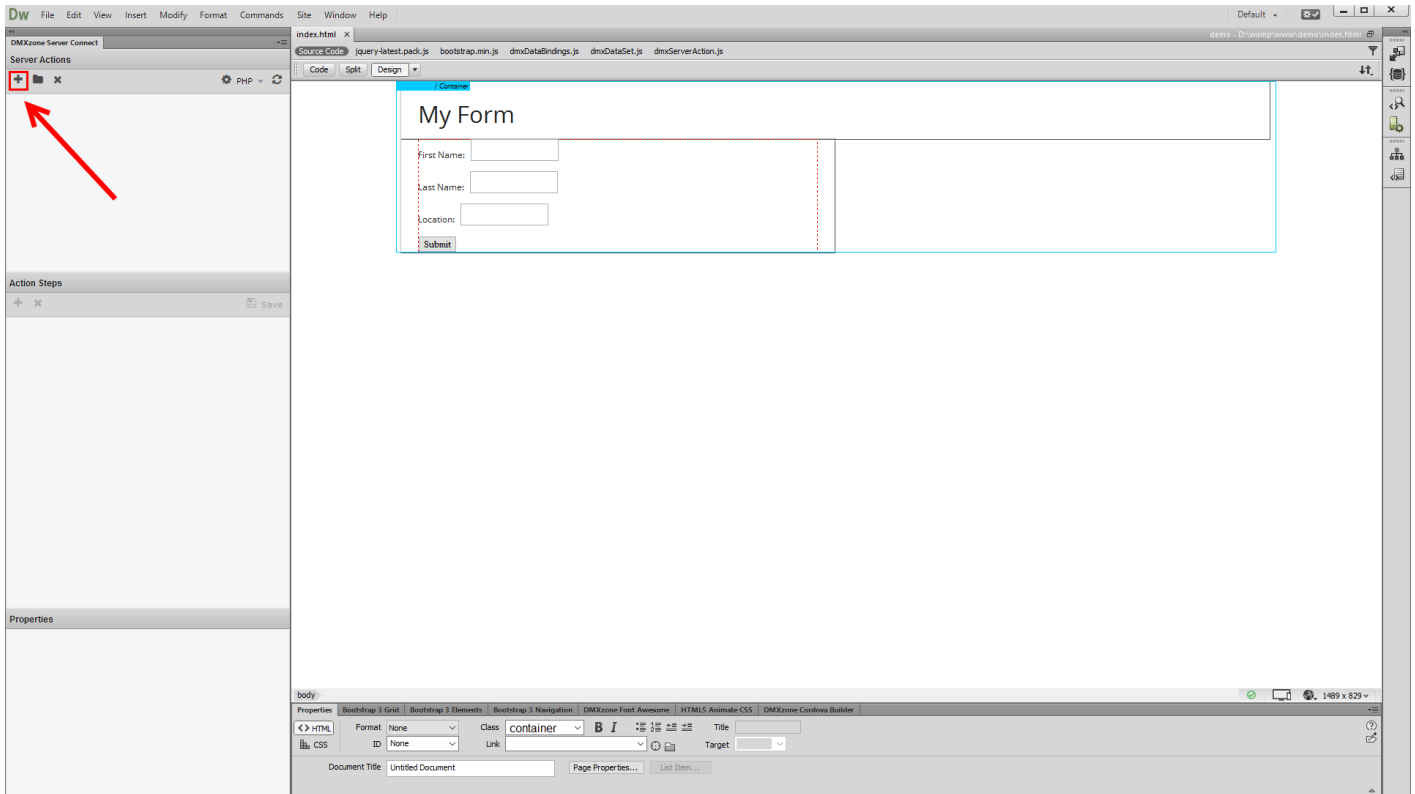 Dw File Edit View Insert Modify Format Commands Site Window Help Default
DMXzone Server Connect
Server Actions
PHP
index.html ×
demo - D:\wamp\www\demo\index.html
Source Code jquery-latest.pack.js bootstrap.min.js dmxDataBindings.js dmxDataSet.js dmxServerAction.js
Code Split Design
/ Container
My Form
First Name:
Last Name:
Location:
Submit
Action Steps
Save
Properties
body
1489 x 829
Properties Bootstrap 3 Grid Bootstrap 3 Elements Bootstrap 3 Navigation DMXzone Font Awesome HTML5 Animate CSS DMXzone Cordova Builder
<> HTML Format None Class container B I Title
CSS ID None Link Target
Document Title Untitled Document Page Properties... List Item...